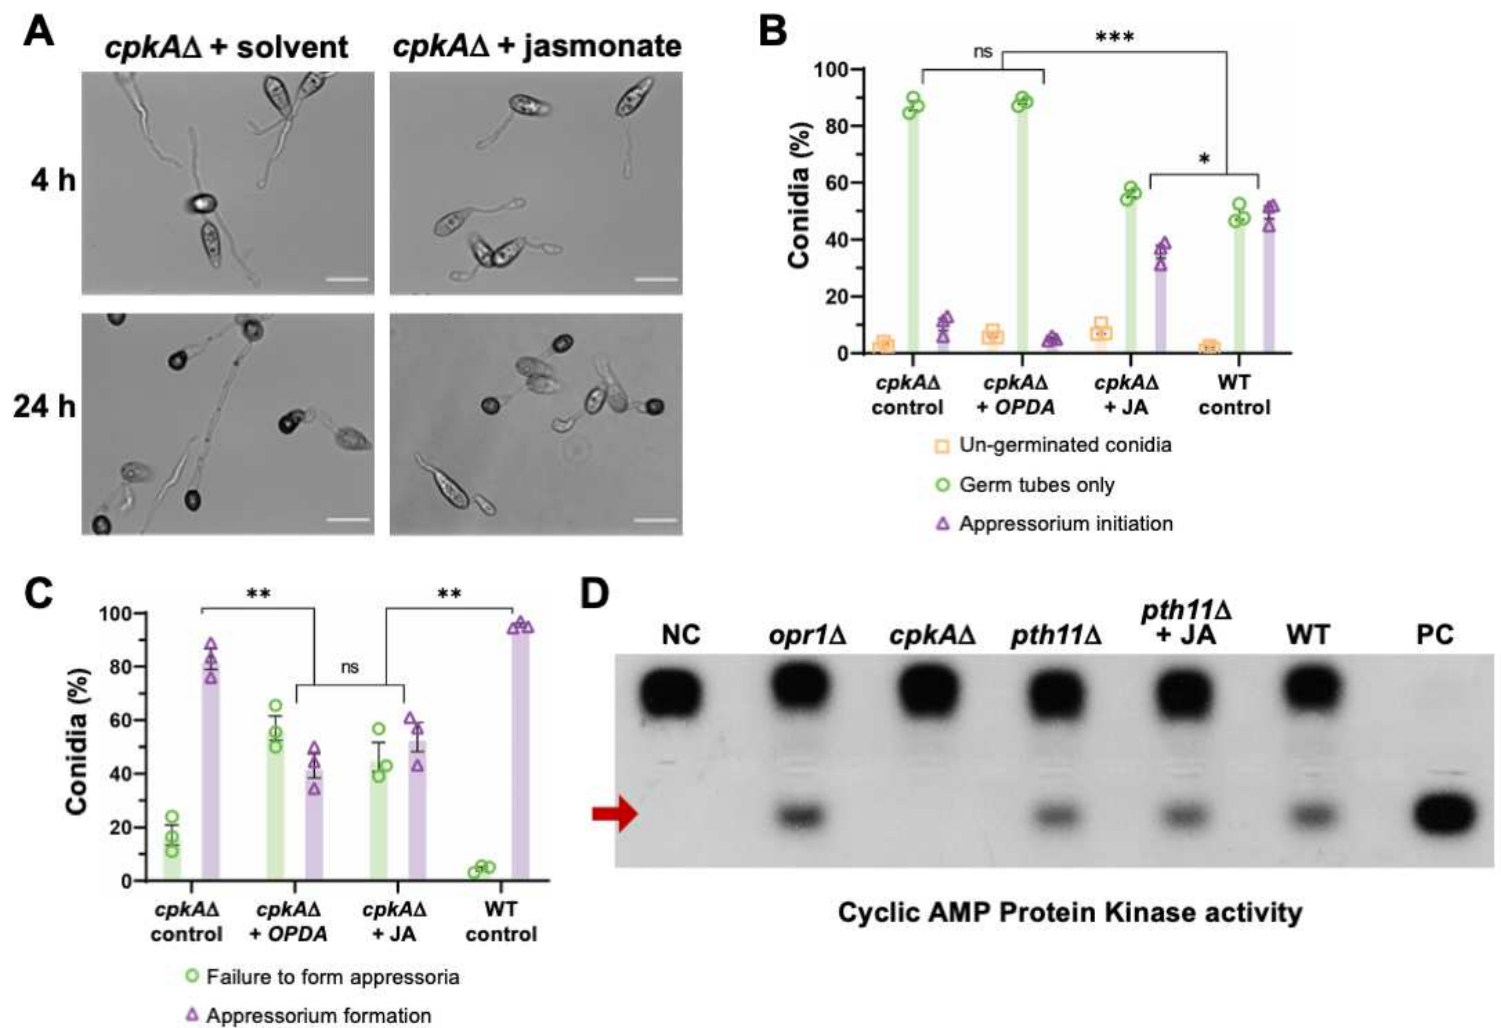 A
cpkAΔ + solvent
cpkAΔ + jasmonate
4 h
24 h
B
***
ns
*
Conidia (%)
100
80
60
40
20
0
cpkAΔ control
cpkAΔ + OPDA
cpkAΔ + JA
WT control
Un-germinated conidia
Germ tubes only
Appressorium initiation
C
**
**
ns
Conidia (%)
100
80
60
40
20
0
cpkAΔ control
cpkAΔ + OPDA
cpkAΔ + JA
WT control
Failure to form appressoria
Appressorium formation
D
NC
opr1Δ
cpkAΔ
pth11Δ
pth11Δ + JA
WT
PC
Cyclic AMP Protein Kinase activity